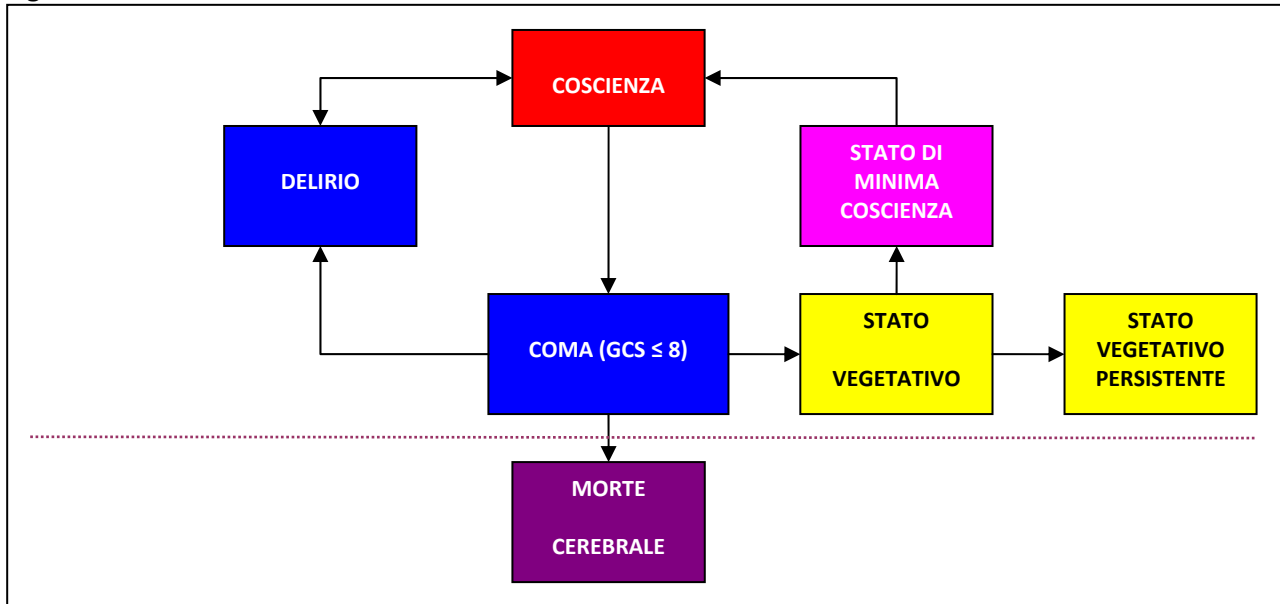 COSCIENZA
DELIRIO
STATO DI
MINIMA
COSCIENZA
COMA (GCS ≤ 8)
STATO
VEGETATIVO
STATO
VEGETATIVO
PERSISTENTE
MORTE
CEREBRALE